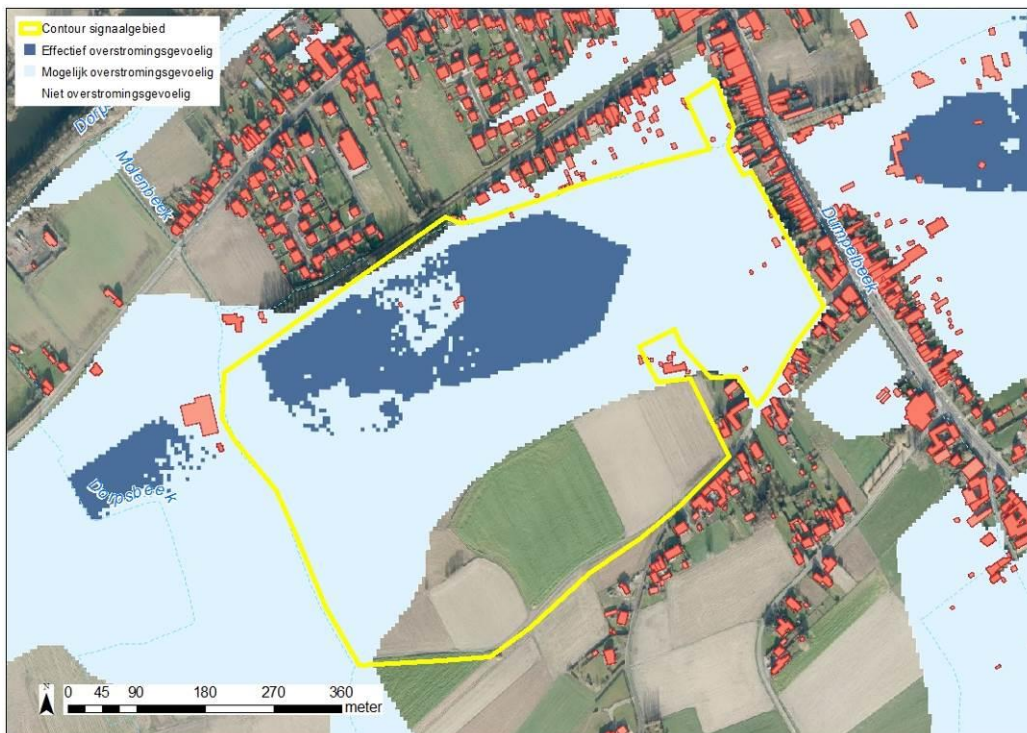 Contour signaalgebied
Effectief overstromingsgevoelig
Mogelijk overstromingsgevoelig
Niet overstromingsgevoelig
Molenbeek
Dumpelbeek
Dorpsbeek
N
0 45 90 180 270 360
meter